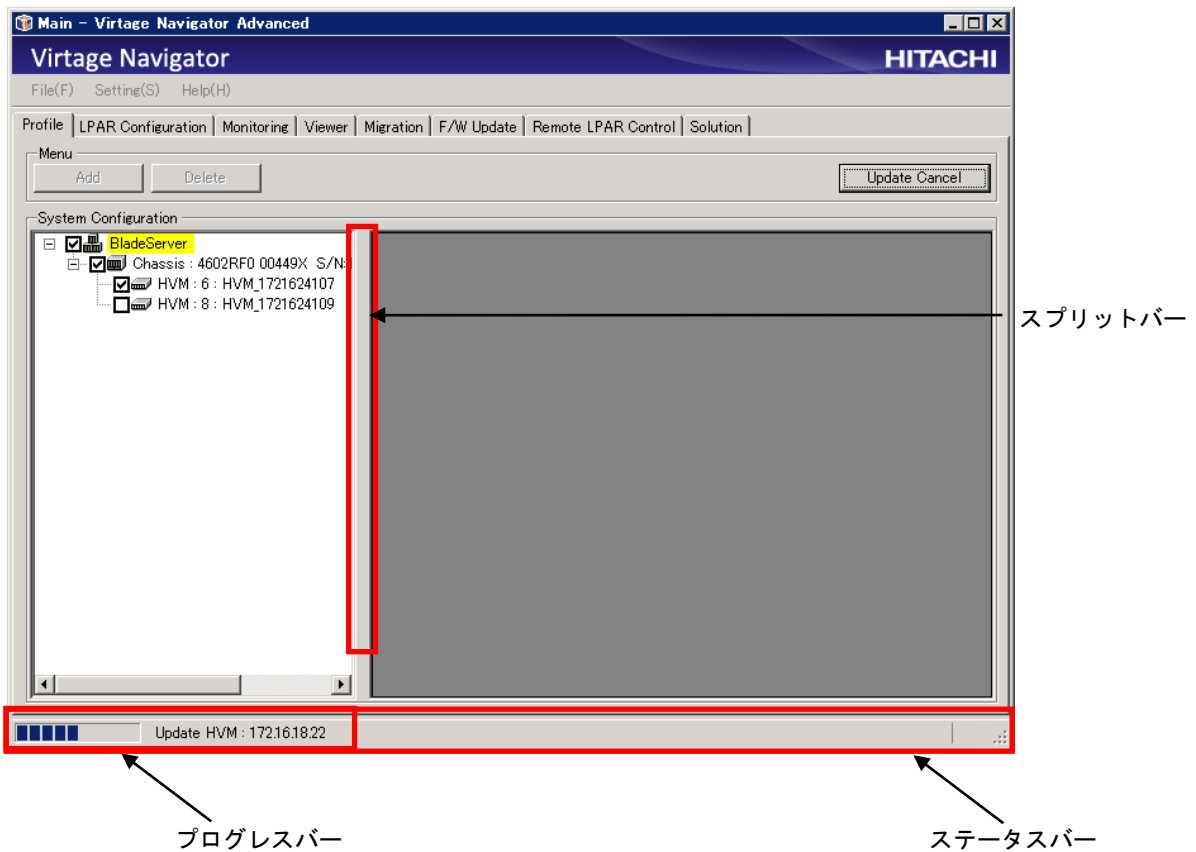 Main - Virtage Navigator Advanced
Virtage Navigator HITACHI
File(F) Setting(S) Help(H)
Profile LPAR Configuration Monitoring Viewer Migration F/W Update Remote LPAR Control Solution
Menu
Add Delete Update Cancel
System Configuration
BladeServer
Chassis : 4602RF0 00449X S/N:
HVM : 6 : HVM_1721624107
HVM : 8 : HVM_1721624109
スプリットバー
Update HVM : 172.16.18.22
プログレスバー ステータスバー